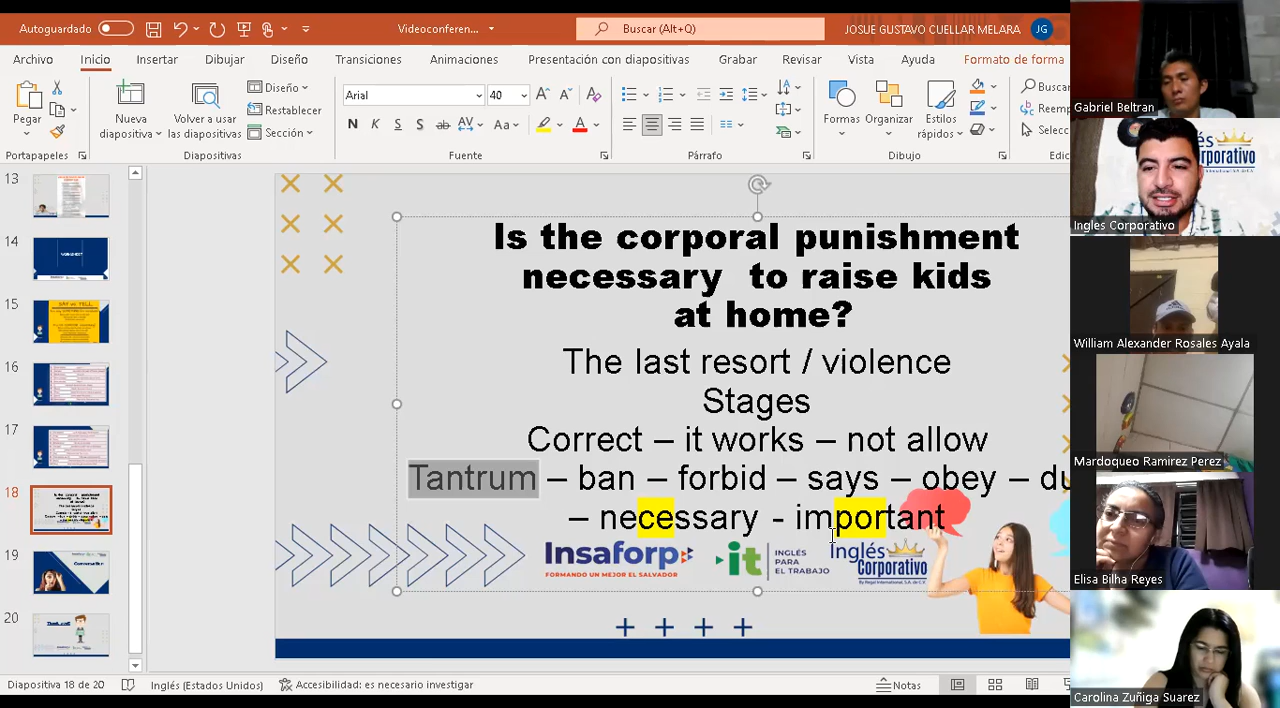 Autoguardado
Videoconferen...
Buscar (Alt+Q)
JOSUE GUSTAVO CUELLAR MELARA
JG
Archivo Inicio Insertar Dibujar Diseño Transiciones Animaciones Presentación con diapositivas Grabar Revisar Vista Ayuda Formato de forma
Pegar
Nueva diapositiva
Volver a usar las diapositivas
Diseño
Restablecer
Sección
Arial 40
N K S S ab AV Aa A
Formas
Organizar
Estilos rápidos
Buscar
Reemp
Selecc
Portapapeles
Diapositivas
Fuente
Párrafo
Dibujo
Edic
13
14
15
16
17
18
19
20
Is the corporal punishment
necessary to raise kids
at home?
The last resort / violence
Stages
Correct – it works – not allow
Tantrum – ban – forbid – says – obey – du
– necessary - important
Insaforp
FORMANDO UN MEJOR EL SALVADOR
it INGLÉS PARA EL TRABAJO
Inglés Corporativo
Gabriel Beltran
Ingles Corporativo
William Alexander Rosales Ayala
Mardoqueo Ramirez Perez
Elisa Bilha Reyes
Carolina Zuñiga Suarez
Diapositiva 18 de 20
Inglés (Estados Unidos)
Accesibilidad: es necesario investigar
Notas